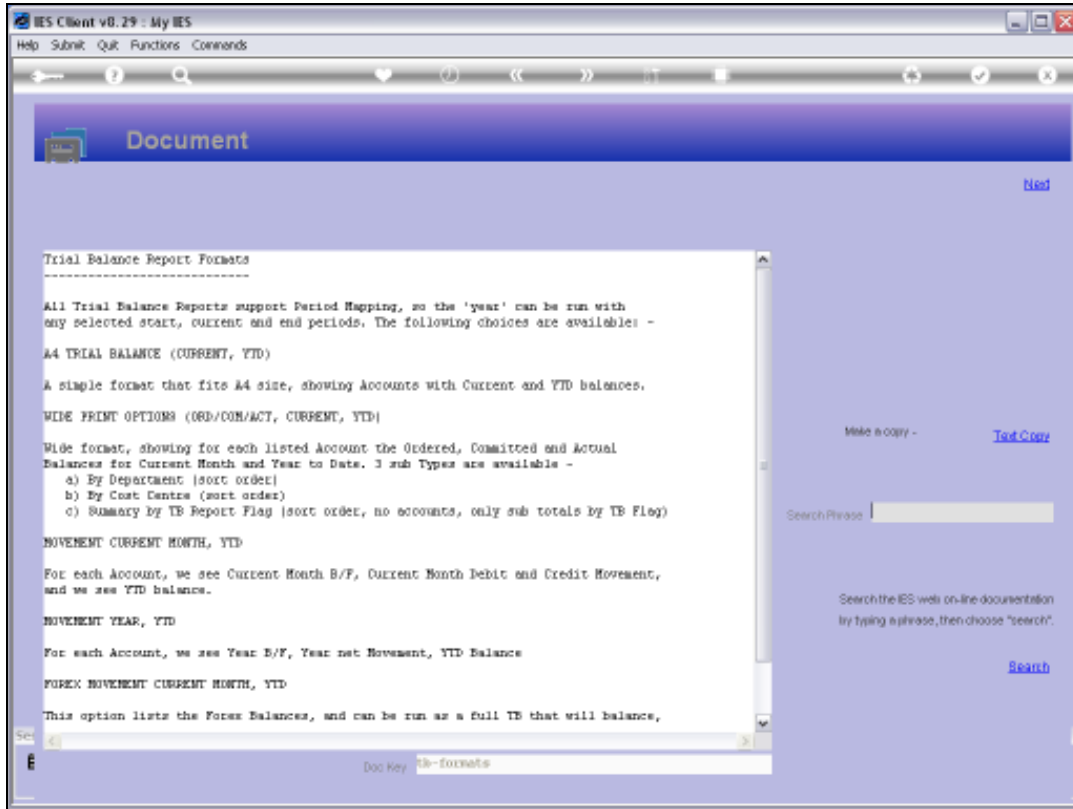 IES Client v8.29 : My IES
Help Submit Quit Functions Commands
Document
Next
Trial Balance Report Formats
----------------------------
All Trial Balance Reports support Period Mapping, so the 'year' can be run with
any selected start, current and end periods. The following choices are available: -
A4 TRIAL BALANCE (CURRENT, YTD)
A simple format that fits A4 size, showing Accounts with Current and YTD balances.
WIDE PRINT OPTIONS (ORD/COM/ACT, CURRENT, YTD)
Wide format, showing for each listed Account the Ordered, Committed and Actual
Balances for Current Month and Year to Date. 3 sub Types are available -
a) By Department (sort order)
b) By Cost Centre (sort order)
c) Summary by TB Report Flag (sort order, no accounts, only sub totals by TB Flag)
MOVEMENT CURRENT MONTH, YTD
For each Account, we see Current Month B/F, Current Month Debit and Credit Movement,
and we see YTD balance.
MOVEMENT YEAR, YTD
For each Account, we see Year B/F, Year net Movement, YTD Balance
FOREX MOVEMENT CURRENT MONTH, YTD
This option lists the Forex Balances, and can be run as a full TB that will balance,
Make a copy -
Text Copy
Search Phrase
Search the IES web on-line documentation
by typing a phrase, then choose "search".
Search
Doc Key
tb-formats